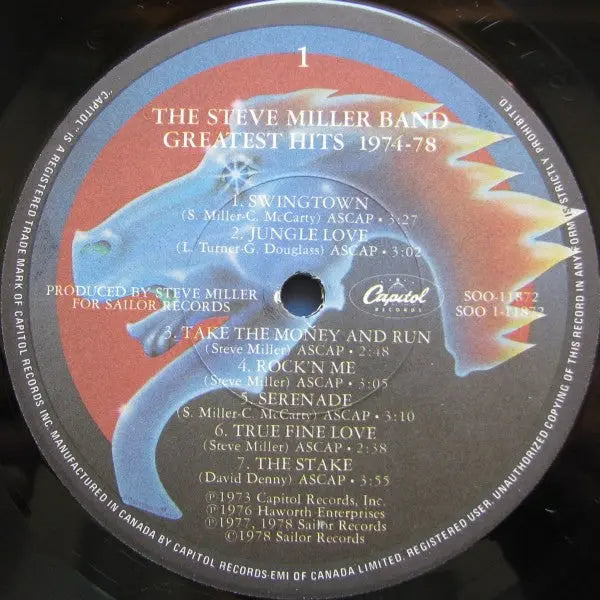 1
THE STEVE MILLER BAND
GREATEST HITS 1974-78
1. SWINGTOWN
(S. Miller-C. McCarty) ASCAP • 3:27
2. JUNGLE LOVE
(L. Turner-G. Douglass) ASCAP • 3:02
PRODUCED BY STEVE MILLER
FOR SAILOR RECORDS
Capitol
RECORDS
SOO-11872
SOO 1-11872
3. TAKE THE MONEY AND RUN
(Steve Miller) ASCAP • 2:48
4. ROCK'N ME
(Steve Miller) ASCAP • 3:05
5. SERENADE
(S. Miller-C. McCarty) ASCAP • 3:10
6. TRUE FINE LOVE
(Steve Miller) ASCAP • 2:38
7. THE STAKE
(David Denny) ASCAP • 3:55
Ⓟ1973 Capitol Records, Inc.
Ⓟ1976 Haworth Enterprises
Ⓟ1977, 1978 Sailor Records
©1978 Sailor Records
"CAPITOL" IS A REGISTERED TRADE MARK OF CAPITOL RECORDS INC. MANUFACTURED IN CANADA BY CAPITOL RECORDS-EMI OF CANADA LIMITED, REGISTERED USER. UNAUTHORIZED COPYING OF THIS RECORD IN ANY FORM IS STRICTLY PROHIBITED.